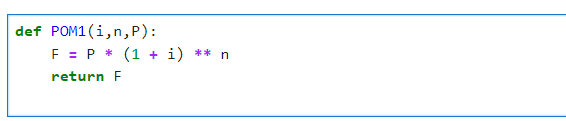 def POM1(i,n,P):
    F = P * (1 + i) ** n
    return F